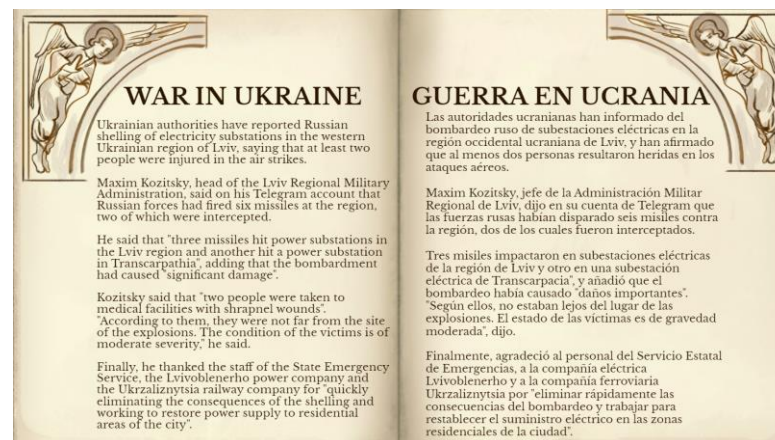 WAR IN UKRAINE
Ukrainian authorities have reported Russian
shelling of electricity substations in the western
Ukrainian region of Lviv, saying that at least two
people were injured in the air strikes.
Maxim Kozitsky, head of the Lviv Regional Military
Administration, said on his Telegram account that
Russian forces had fired six missiles at the region,
two of which were intercepted.
He said that "three missiles hit power substations in
the Lviv region and another hit a power substation
in Transcarpathia", adding that the bombardment
had caused "significant damage".
Kozitsky said that "two people were taken to
medical facilities with shrapnel wounds".
"According to them, they were not far from the site
of the explosions. The condition of the victims is of
moderate severity," he said.
Finally, he thanked the staff of the State Emergency
Service, the Lvivoblenerho power company and
the Ukrzaliznytsia railway company for "quickly
eliminating the consequences of the shelling and
working to restore power supply to residential
areas of the city".
GUERRA EN UCRANIA
Las autoridades ucranianas han informado del
bombardeo ruso de subestaciones eléctricas en la
región occidental ucraniana de Lviv, y han afirmado
que al menos dos personas resultaron heridas en los
ataques aéreos.
Maxim Kozitsky, jefe de la Administración Militar
Regional de Lviv, dijo en su cuenta de Telegram que
las fuerzas rusas habían disparado seis misiles contra
la región, dos de los cuales fueron interceptados.
Tres misiles impactaron en subestaciones eléctricas
de la región de Lviv y otro en una subestación
eléctrica de Transcarpacia", y añadió que el
bombardeo había causado "daños importantes".
"Según ellos, no estaban lejos del lugar de las
explosiones. El estado de las víctimas es de gravedad
moderada", dijo.
Finalmente, agradeció al personal del Servicio Estatal
de Emergencias, a la compañía eléctrica
Lvivoblenerho y a la compañía ferroviaria
Ukrzaliznytsia por "eliminar rápidamente las
consecuencias del bombardeo y trabajar para
restablecer el suministro eléctrico en las zonas
residenciales de la ciudad".